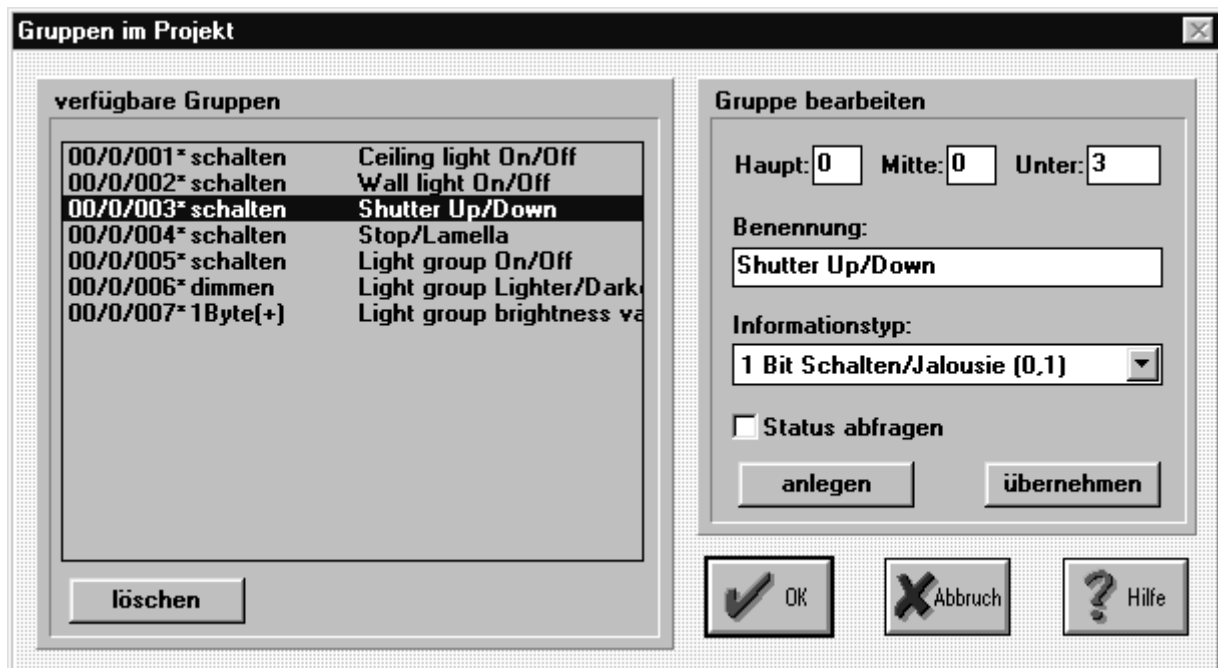 Gruppen im Projekt
verfügbare Gruppen
00/0/001* schalten Ceiling light On/Off
00/0/002* schalten Wall light On/Off
00/0/003* schalten Shutter Up/Down
00/0/004* schalten Stop/Lamella
00/0/005* schalten Light group On/Off
00/0/006* dimmen Light group Lighter/Dark
00/0/007* 1Byte(+) Light group brightness va
löschen
Gruppe bearbeiten
Haupt: 0 Mitte: 0 Unter: 3
Benennung:
Shutter Up/Down
Informationstyp:
1 Bit Schalten/Jalousie (0,1)
Status abfragen
anlegen übernehmen
OK Abbruch Hilfe